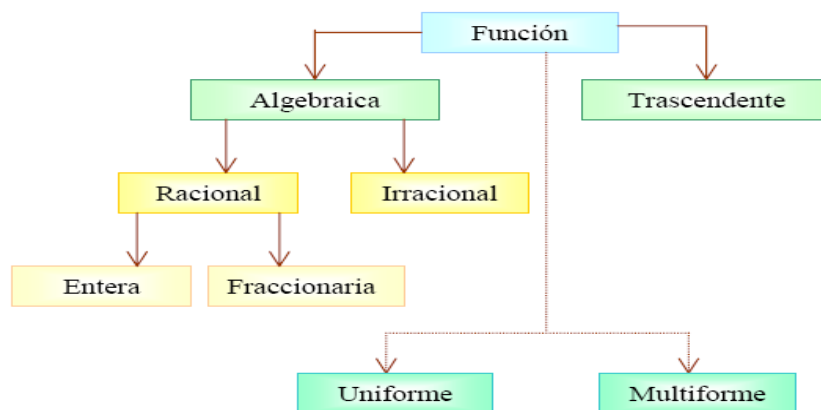 Función
Algebraica
Trascendente
Racional
Irracional
Entera
Fraccionaria
Uniforme
Multiforme